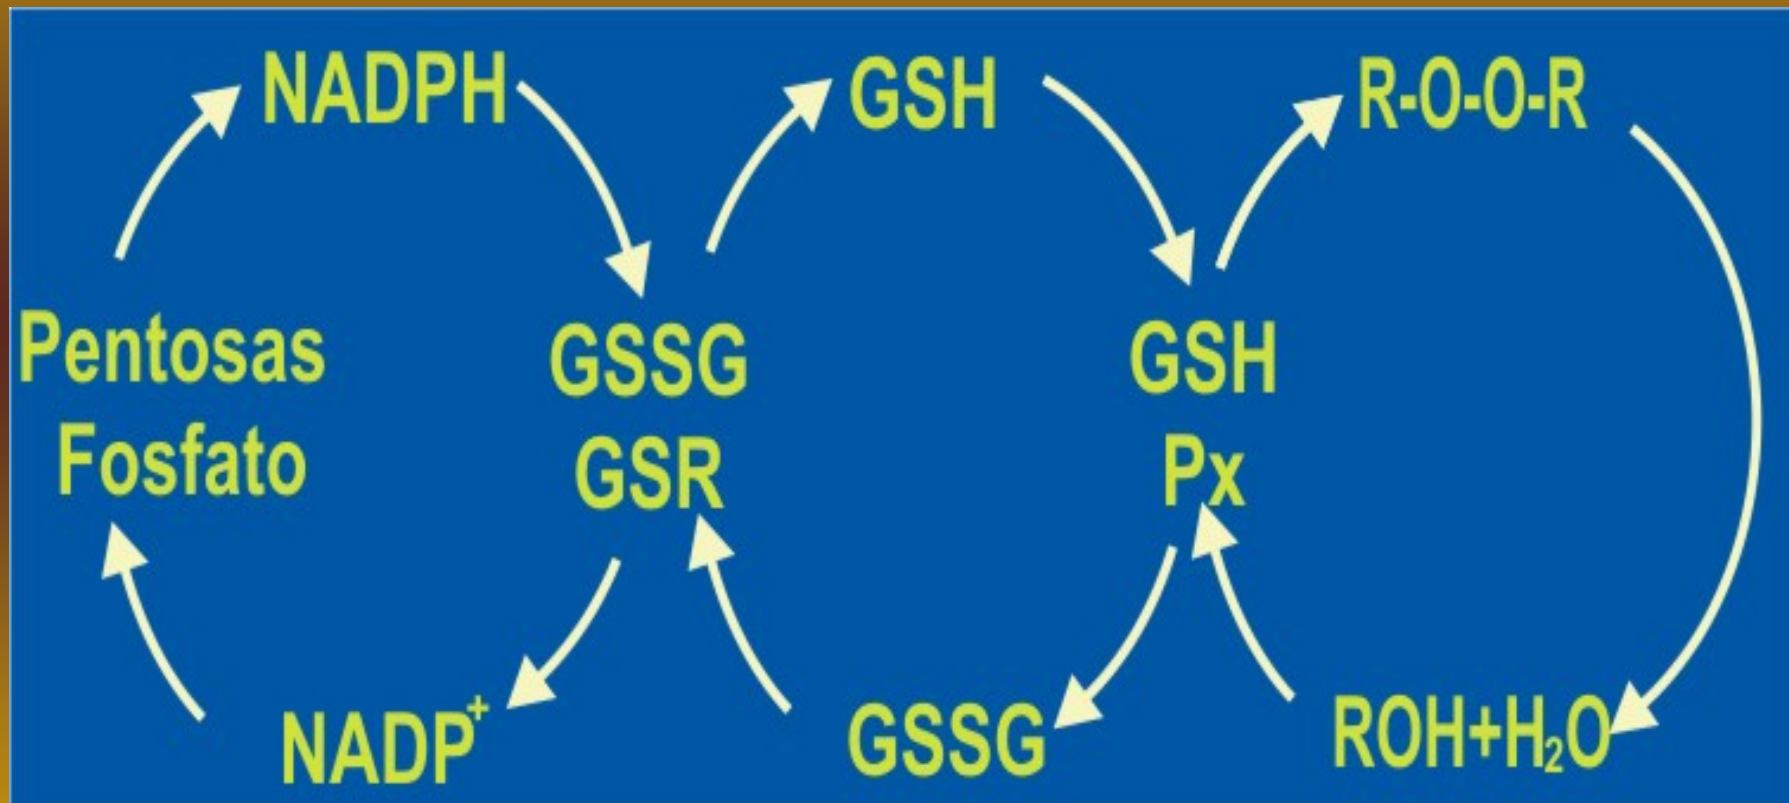 NADPH
GSH
R-O-O-R
Pentosas
Fosfato
GSSG
GSR
GSH
Px
NADP⁺
GSSG
ROH+H₂O